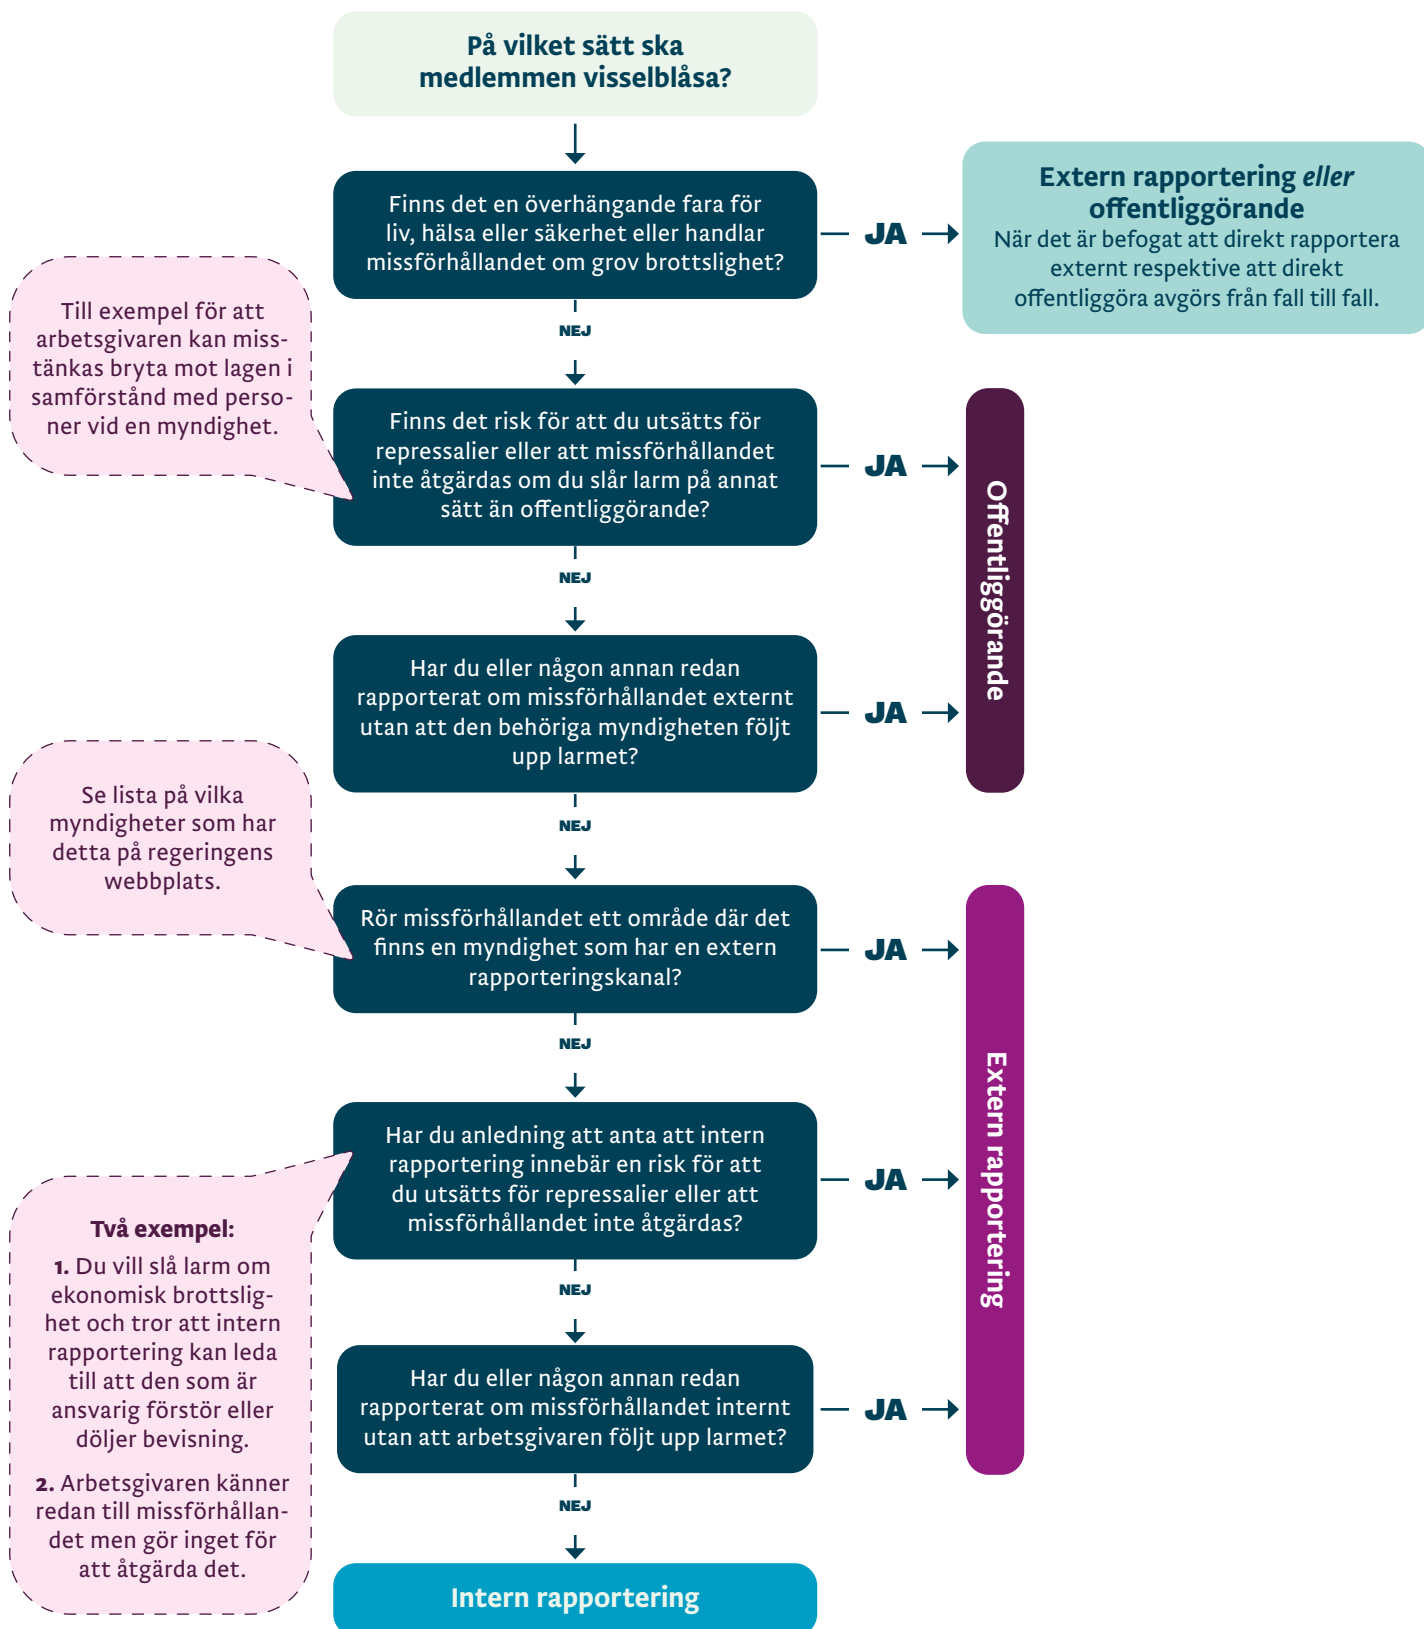 På vilket sätt ska
medlemmen visselblåsa?
Finns det en överhängande fara för
liv, hälsa eller säkerhet eller handlar
missförhållandet om grov brottslighet?
JA
Extern rapportering eller
offentliggörande
När det är befogat att direkt rapportera
externt respektive att direkt
offentliggöra avgörs från fall till fall.
NEJ
Till exempel för att
arbetsgivaren kan miss-
tänkas bryta mot lagen i
samförstånd med perso-
ner vid en myndighet.
Finns det risk för att du utsätts för
repressalier eller att missförhållandet
inte åtgärdas om du slår larm på annat
sätt än offentliggörande?
JA
Offentliggörande
NEJ
Har du eller någon annan redan
rapporterat om missförhållandet externt
utan att den behöriga myndigheten följt
upp larmet?
JA
NEJ
Se lista på vilka
myndigheter som har
detta på regeringens
webbplats.
Rör missförhållandet ett område där det
finns en myndighet som har en extern
rapporteringskanal?
JA
Extern rapportering
NEJ
Har du anledning att anta att intern
rapportering innebär en risk för att
du utsätts för repressalier eller att
missförhållandet inte åtgärdas?
JA
Två exempel:
1. Du vill slå larm om
ekonomisk brottslig-
het och tror att intern
rapportering kan leda
till att den som är
ansvarig förstör eller
döljer bevisning.
2. Arbetsgivaren känner
redan till missförhållan-
det men gör inget för
att åtgärda det.
NEJ
Har du eller någon annan redan
rapporterat om missförhållandet internt
utan att arbetsgivaren följt upp larmet?
JA
NEJ
Intern rapportering